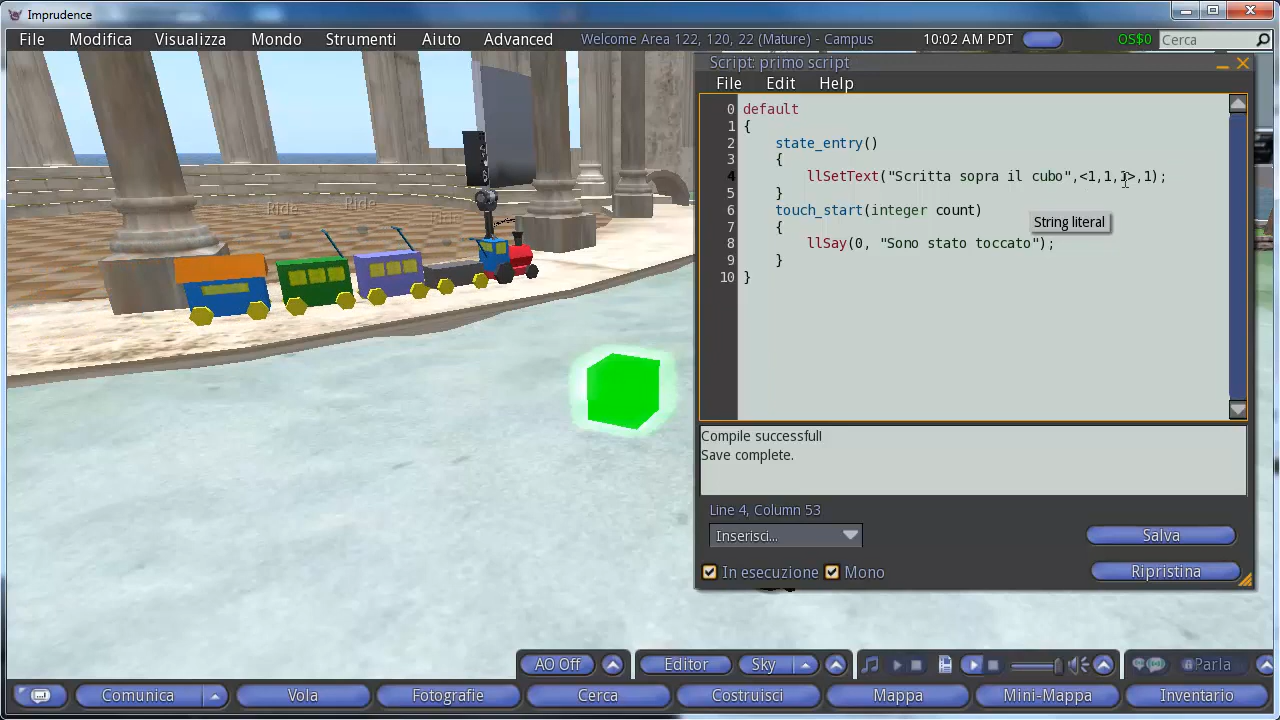 Imprudence
File Modifica Visualizza Mondo Strumenti Aiuto Advanced Welcome Area 122, 120, 22 (Mature) - Campus 10:02 AM PDT OS$0 Cerca
Script: primo script
File Edit Help
0 default
1 {
2 state_entry()
3 {
4 llSetText("Scritta sopra il cubo",<1,1,1>,1);
5 }
6 touch_start(integer count)
String literal
7 {
8 llSay(0, "Sono stato toccato");
9 }
10 }
Ride Ride Ride
Compile successful!
Save complete.
Line 4, Column 53
Inserisci... Salva
In esecuzione Mono Ripristina
AO Off Editor Sky Parla
Comunica Vola Fotografie Cerca Costruisci Mappa Mini-Mappa Inventario